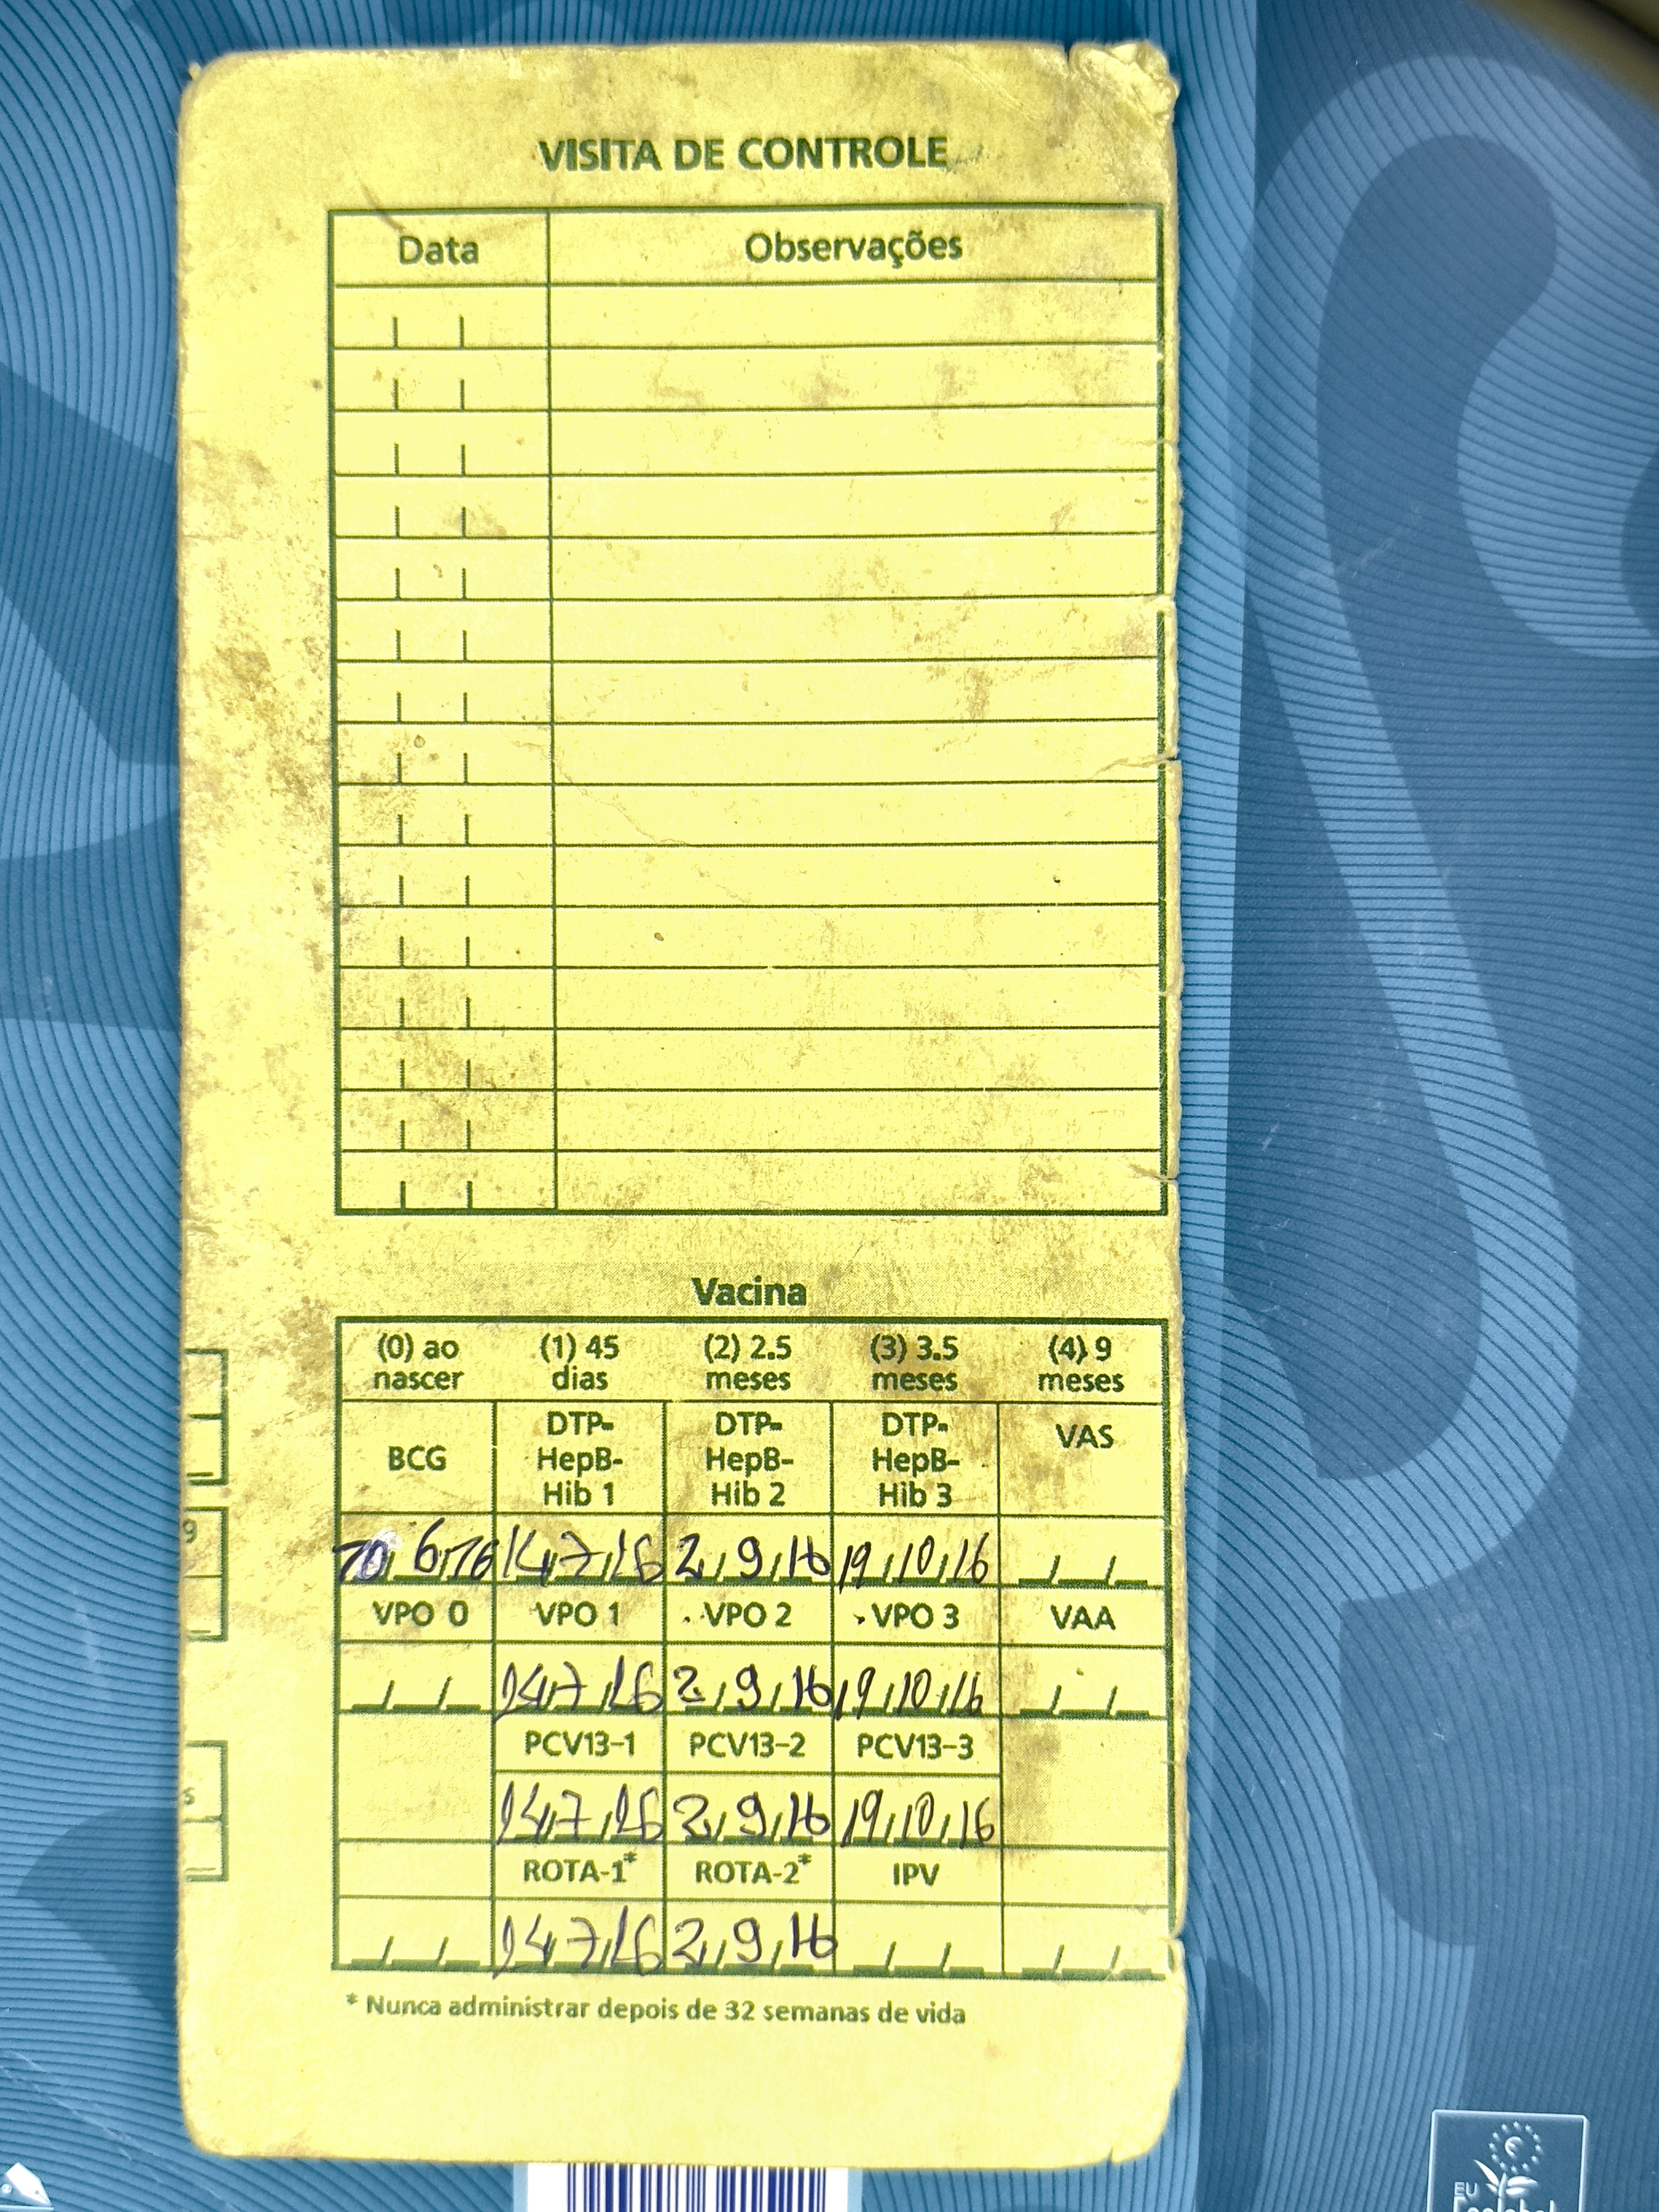 VISITA DE CONTROLE
Data Observações
Vacina
(0) ao nascer (1) 45 dias (2) 2.5 meses (3) 3.5 meses (4) 9 meses
BCG DTP-HepB-Hib 1 DTP-HepB-Hib 2 DTP-HepB-Hib 3 VAS
14/7/16 2/9/16 19/10/16
VPO 0 VPO 1 VPO 2 VPO 3 VAA
14/7/16 2/9/16 19/10/16
PCV13-1 PCV13-2 PCV13-3
14/7/16 2/9/16 19/10/16
ROTA-1* ROTA-2* IPV
14/7/16 2/9/16
* Nunca administrar depois de 32 semanas de vida
9
s
EU